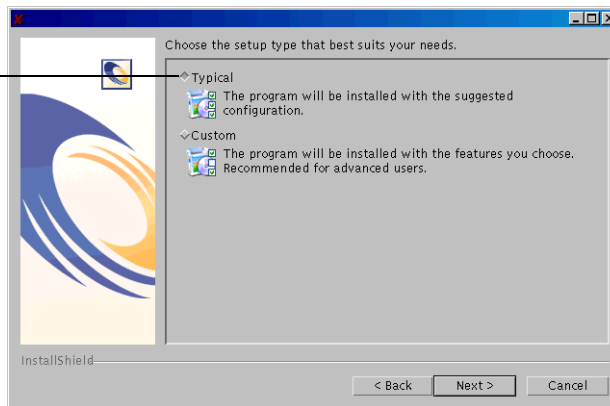 Choose the setup type that best suits your needs.
Typical
The program will be installed with the suggested
configuration.
Custom
The program will be installed with the features you choose.
Recommended for advanced users.
InstallShield
< Back
Next >
Cancel